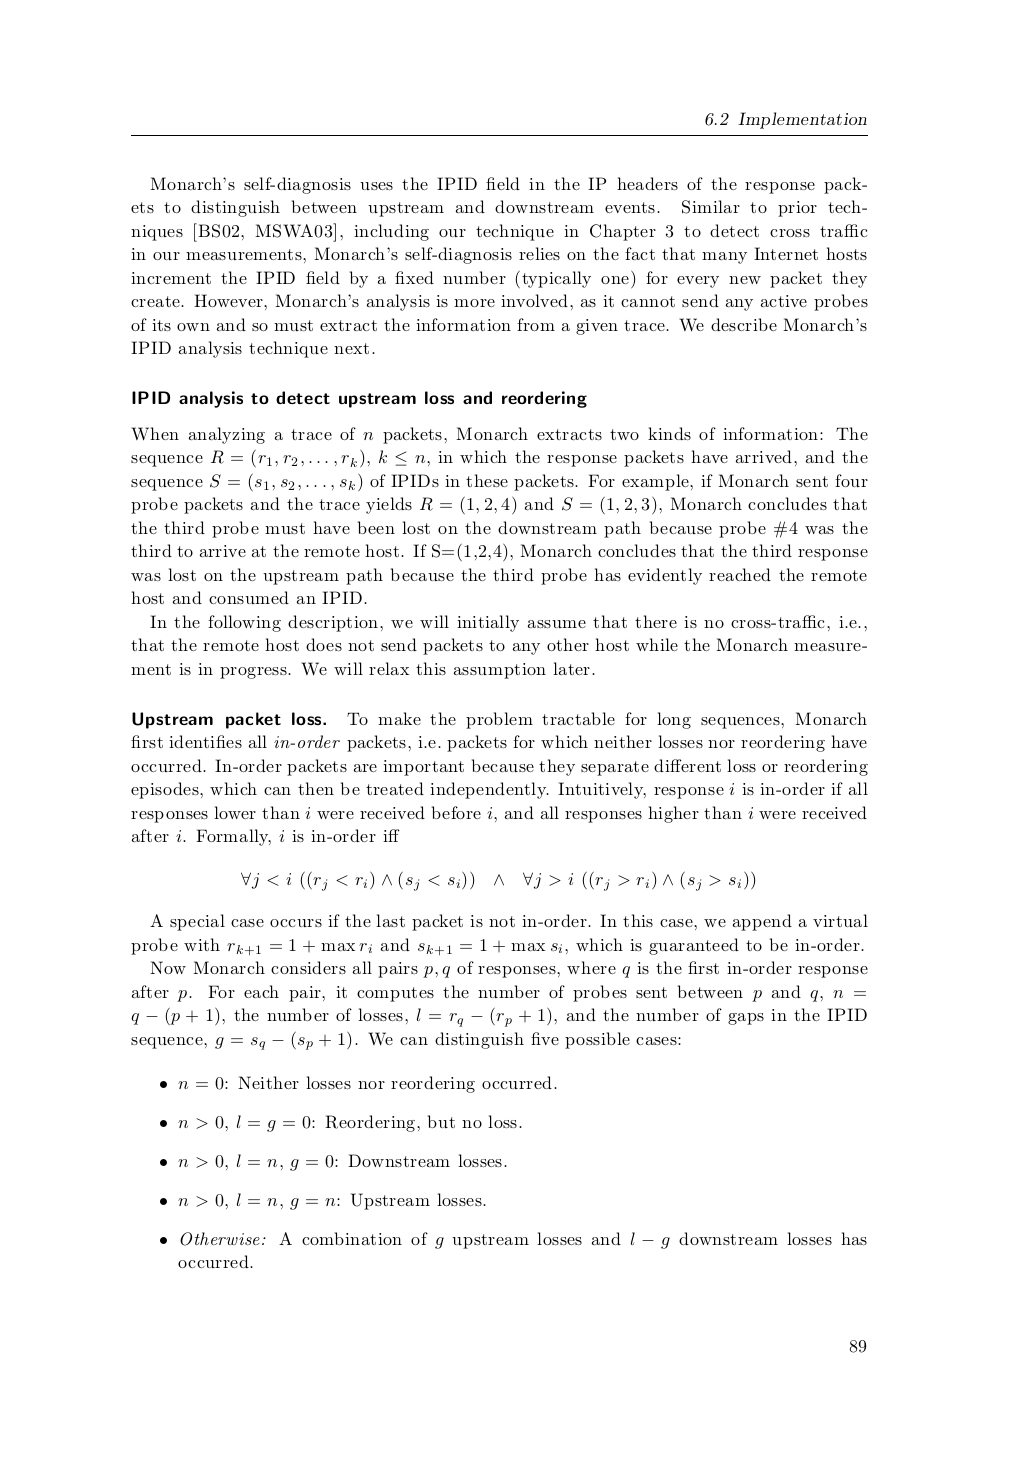 6.2 Implementation
Monarch's self-diagnosis uses the IPID field in the IP headers of the response pack-
ets to distinguish between upstream and downstream events. Similar to prior tech-
niques [BS02, MSWA03], including our technique in Chapter 3 to detect cross traffic
in our measurements, Monarch's self-diagnosis relies on the fact that many Internet hosts
increment the IPID field by a fixed number (typically one) for every new packet they
create. However, Monarch's analysis is more involved, as it cannot send any active probes
of its own and so must extract the information from a given trace. We describe Monarch's
IPID analysis technique next.
IPID analysis to detect upstream loss and reordering
When analyzing a trace of n packets, Monarch extracts two kinds of information: The
sequence R = (r₁, r₂, . . . , rₖ), k ≤ n, in which the response packets have arrived, and the
sequence S = (s₁, s₂, . . . , sₖ) of IPIDs in these packets. For example, if Monarch sent four
probe packets and the trace yields R = (1, 2, 4) and S = (1, 2, 3), Monarch concludes that
the third probe must have been lost on the downstream path because probe #4 was the
third to arrive at the remote host. If S=(1,2,4), Monarch concludes that the third response
was lost on the upstream path because the third probe has evidently reached the remote
host and consumed an IPID.
In the following description, we will initially assume that there is no cross-traffic, i.e.,
that the remote host does not send packets to any other host while the Monarch measure-
ment is in progress. We will relax this assumption later.
Upstream packet loss. To make the problem tractable for long sequences, Monarch
first identifies all in-order packets, i.e. packets for which neither losses nor reordering have
occurred. In-order packets are important because they separate different loss or reordering
episodes, which can then be treated independently. Intuitively, response i is in-order if all
responses lower than i were received before i, and all responses higher than i were received
after i. Formally, i is in-order iff
∀j < i ((r_j < r_i) ∧ (s_j < s_i)) ∧ ∀j > i ((r_j > r_i) ∧ (s_j > s_i))
A special case occurs if the last packet is not in-order. In this case, we append a virtual
probe with r_{k+1} = 1 + max r_i and s_{k+1} = 1 + max s_i, which is guaranteed to be in-order.
Now Monarch considers all pairs p, q of responses, where q is the first in-order response
after p. For each pair, it computes the number of probes sent between p and q, n =
q − (p + 1), the number of losses, l = r_q − (r_p + 1), and the number of gaps in the IPID
sequence, g = s_q − (s_p + 1). We can distinguish five possible cases:
• n = 0: Neither losses nor reordering occurred.
• n > 0, l = g = 0: Reordering, but no loss.
• n > 0, l = n, g = 0: Downstream losses.
• n > 0, l = n, g = n: Upstream losses.
• Otherwise: A combination of g upstream losses and l − g downstream losses has
occurred.
89